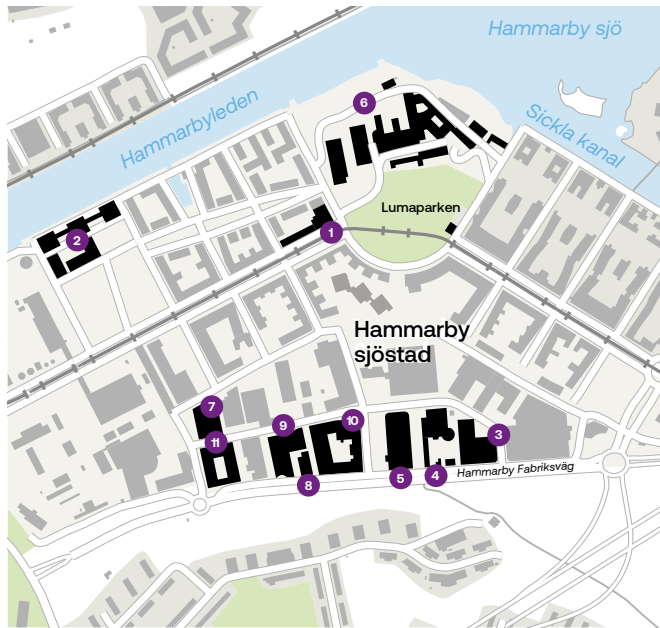 Hammarby sjö
6
Hammarbyleden
Sickla kanal
Lumaparken
1
2
Hammarby
sjöstad
7
10
9
3
11
Hammarby Fabriksväg
4
5
8